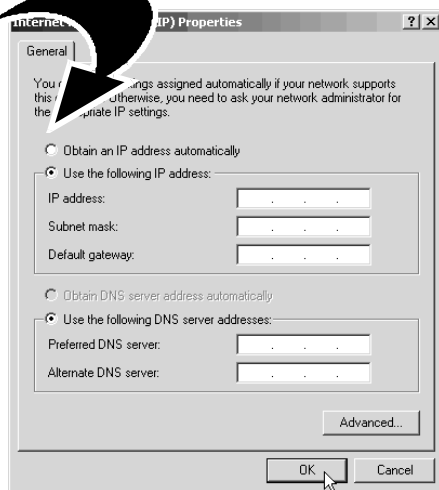 Internet (IP) Properties
General
You ings assigned automatically if your network supports
this Otherwise, you need to ask your network administrator for
the IP settings.
Obtain an IP address automatically
Use the following IP address:
IP address:
Subnet mask:
Default gateway:
Obtain DNS server address automatically
Use the following DNS server addresses:
Preferred DNS server:
Alternate DNS server:
Advanced...
OK Cancel